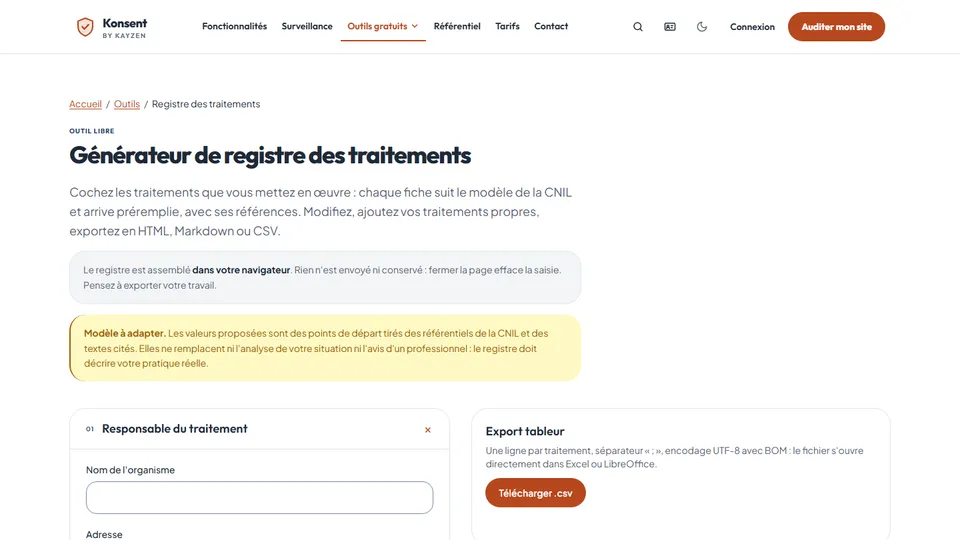 Konsent
BY KAYZEN
Fonctionnalités
Surveillance
Outils gratuits
Référentiel
Tarifs
Contact
Connexion
Auditer mon site
Accueil / Outils / Registre des traitements
OUTIL LIBRE
Générateur de registre des traitements
Cochez les traitements que vous mettez en œuvre : chaque fiche suit le modèle de la CNIL
et arrive préremplie, avec ses références. Modifiez, ajoutez vos traitements propres,
exportez en HTML, Markdown ou CSV.
Le registre est assemblé dans votre navigateur. Rien n'est envoyé ni conservé : fermer la page efface la saisie.
Pensez à exporter votre travail.
Modèle à adapter. Les valeurs proposées sont des points de départ tirés des référentiels de la CNIL et des
textes cités. Elles ne remplacent ni l'analyse de votre situation ni l'avis d'un professionnel : le registre doit
décrire votre pratique réelle.
01 Responsable du traitement
Nom de l'organisme
Adresse
Export tableur
Une ligne par traitement, séparateur « ; », encodage UTF-8 avec BOM : le fichier s'ouvre
directement dans Excel ou LibreOffice.
Télécharger .csv